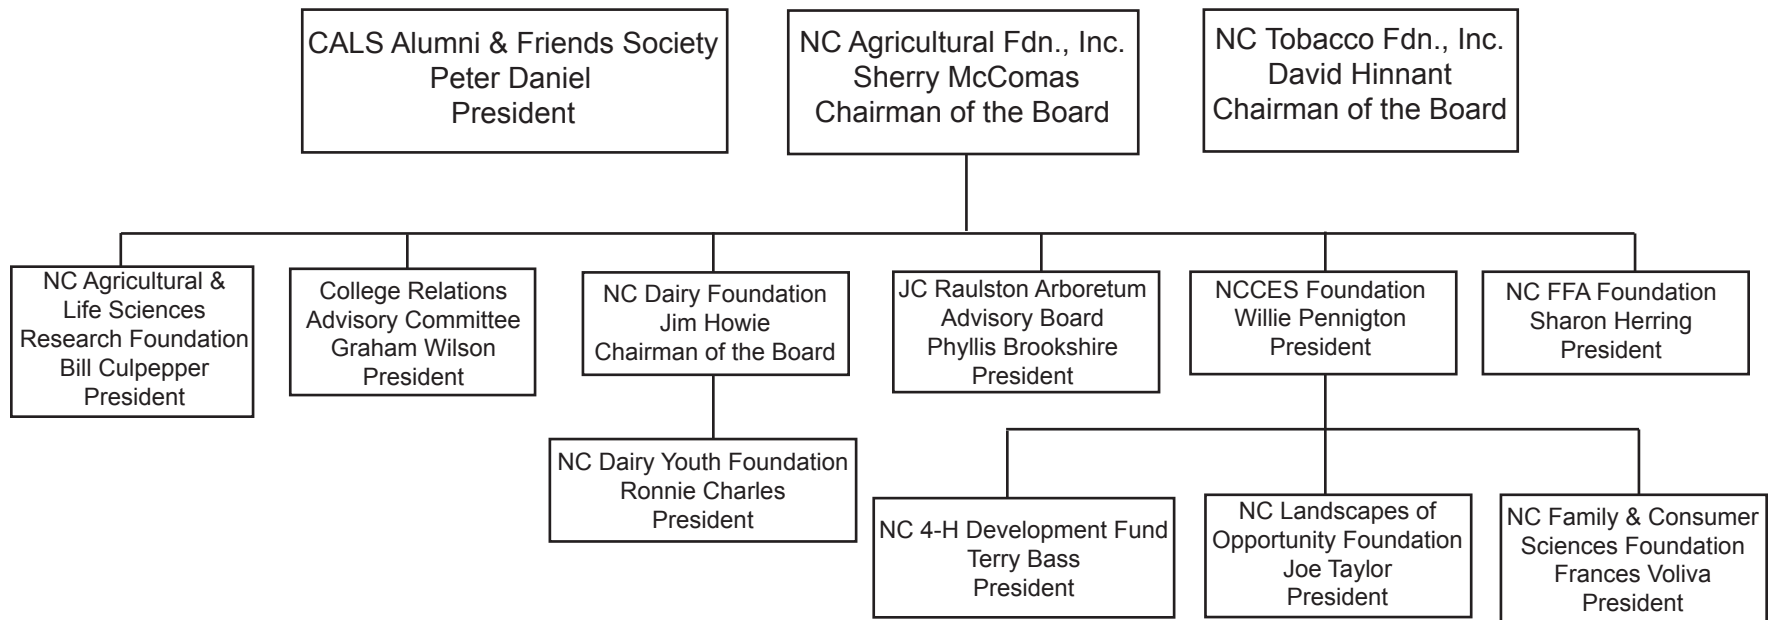 CALS Alumni & Friends Society
Peter Daniel
President
NC Agricultural Fdn., Inc.
Sherry McComas
Chairman of the Board
NC Tobacco Fdn., Inc.
David Hinnant
Chairman of the Board
NC Agricultural &
Life Sciences
Research Foundation
Bill Culpepper
President
College Relations
Advisory Committee
Graham Wilson
President
NC Dairy Foundation
Jim Howie
Chairman of the Board
JC Raulston Arboretum
Advisory Board
Phyllis Brookshire
President
NCCES Foundation
Willie Pennigton
President
NC FFA Foundation
Sharon Herring
President
NC Dairy Youth Foundation
Ronnie Charles
President
NC 4-H Development Fund
Terry Bass
President
NC Landscapes of
Opportunity Foundation
Joe Taylor
President
NC Family & Consumer
Sciences Foundation
Frances Voliva
President